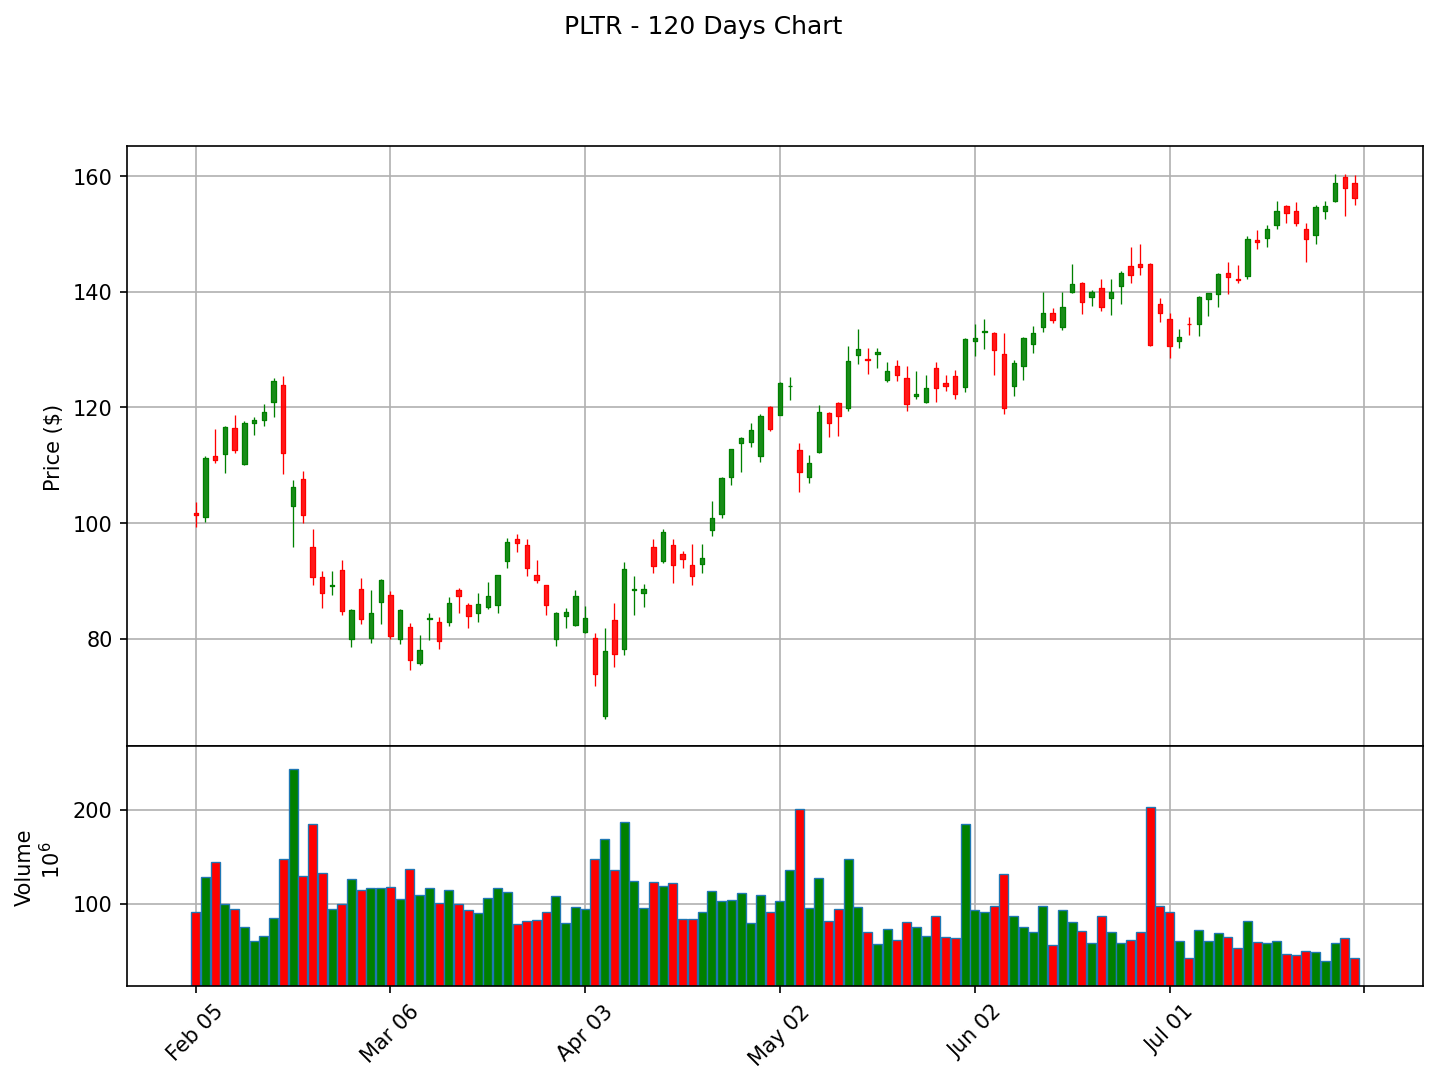 PLTR - 120 Days Chart
160
140
120
100
80
Price ($)
200
100
Volume
10⁶
Feb 05
Mar 06
Apr 03
May 02
Jun 02
Jul 01